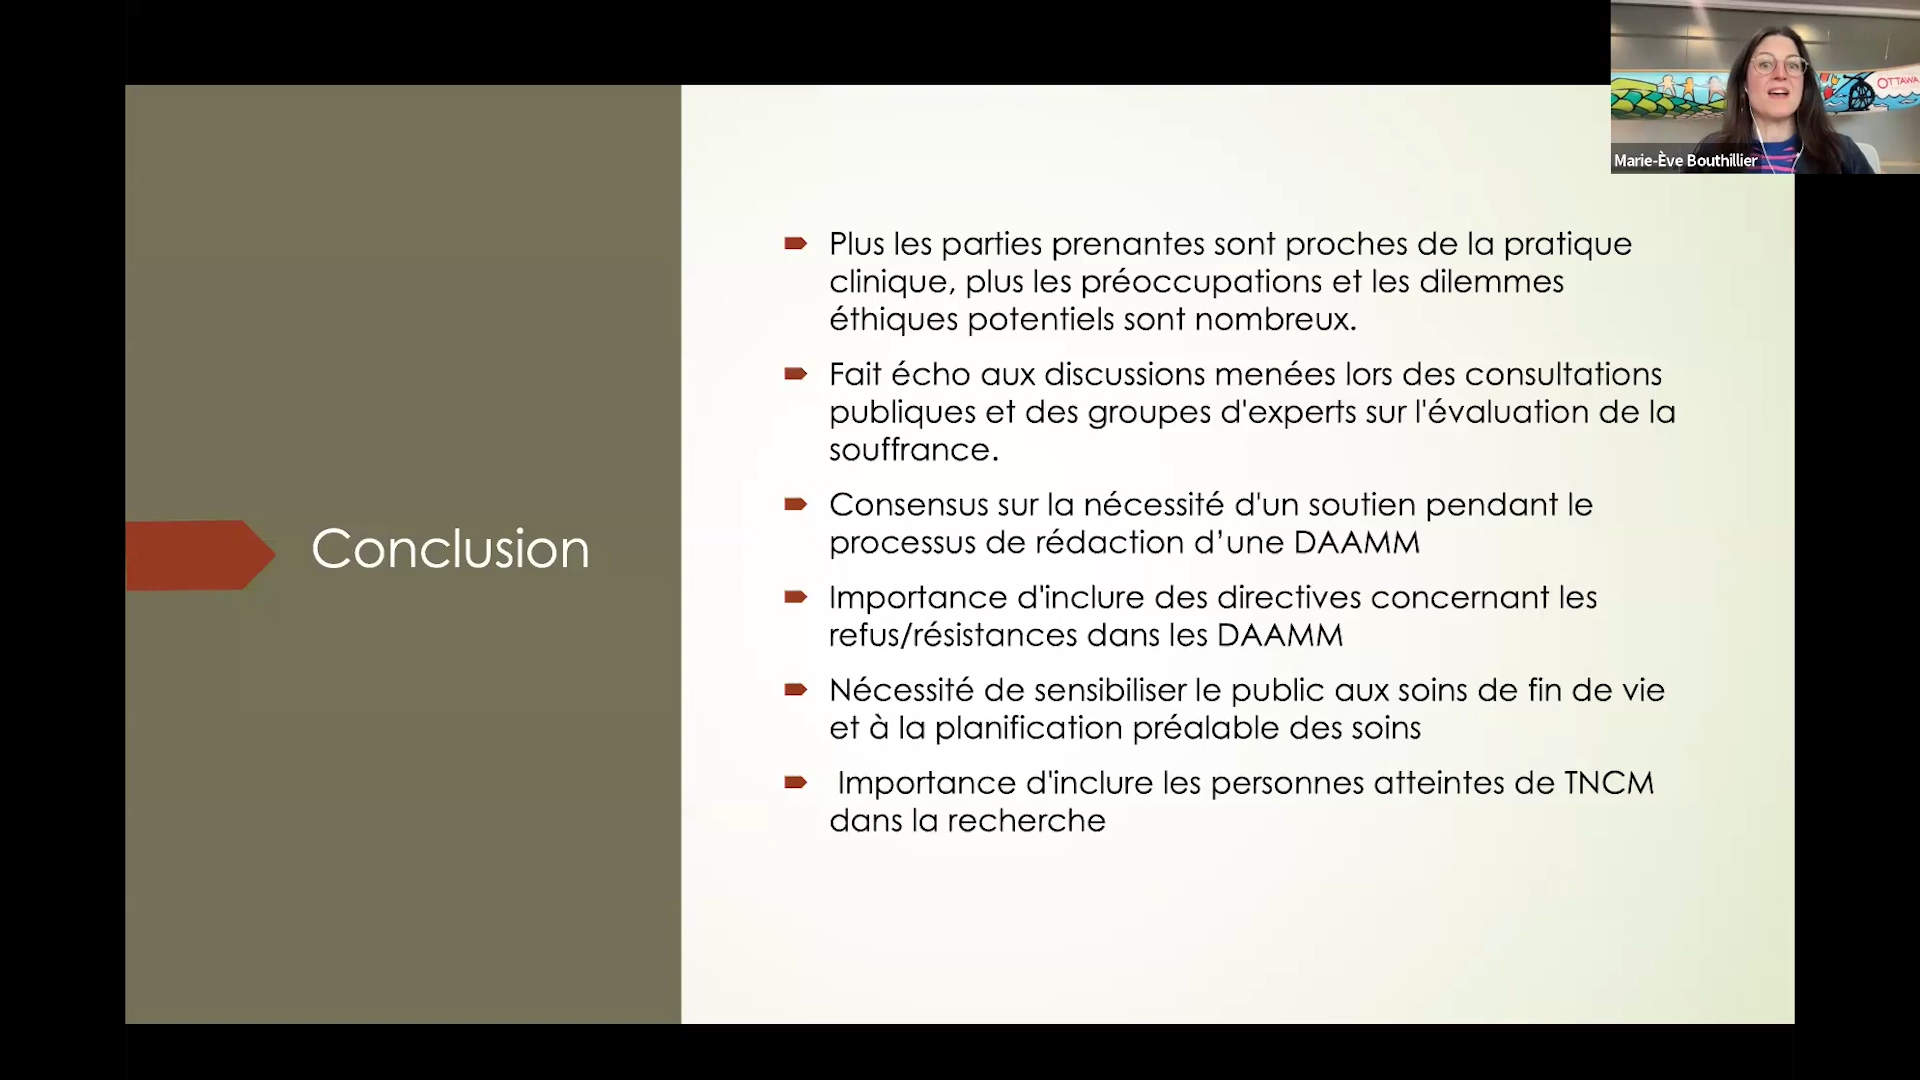 OTTAWA
Marie-Ève Bouthillier
Conclusion
Plus les parties prenantes sont proches de la pratique
clinique, plus les préoccupations et les dilemmes
éthiques potentiels sont nombreux.
Fait écho aux discussions menées lors des consultations
publiques et des groupes d'experts sur l'évaluation de la
souffrance.
Consensus sur la nécessité d'un soutien pendant le
processus de rédaction d’une DAAMM
Importance d'inclure des directives concernant les
refus/résistances dans les DAAMM
Nécessité de sensibiliser le public aux soins de fin de vie
et à la planification préalable des soins
Importance d'inclure les personnes atteintes de TNCM
dans la recherche